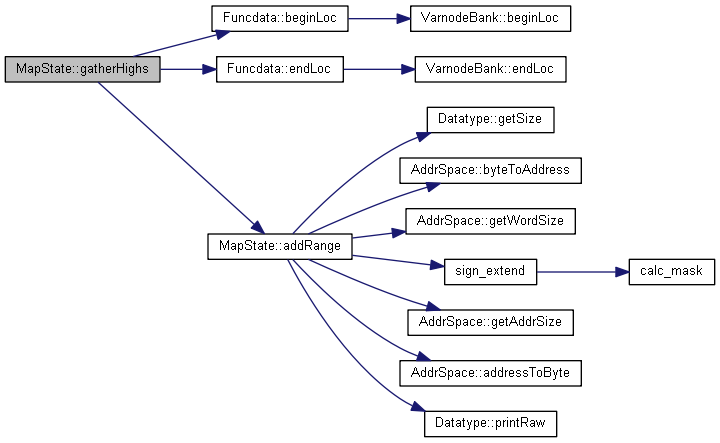 Funcdata::beginLoc
VarnodeBank::beginLoc
MapState::gatherHighs
Funcdata::endLoc
VarnodeBank::endLoc
Datatype::getSize
AddrSpace::byteToAddress
AddrSpace::getWordSize
MapState::addRange
sign_extend
calc_mask
AddrSpace::getAddrSize
AddrSpace::addressToByte
Datatype::printRaw